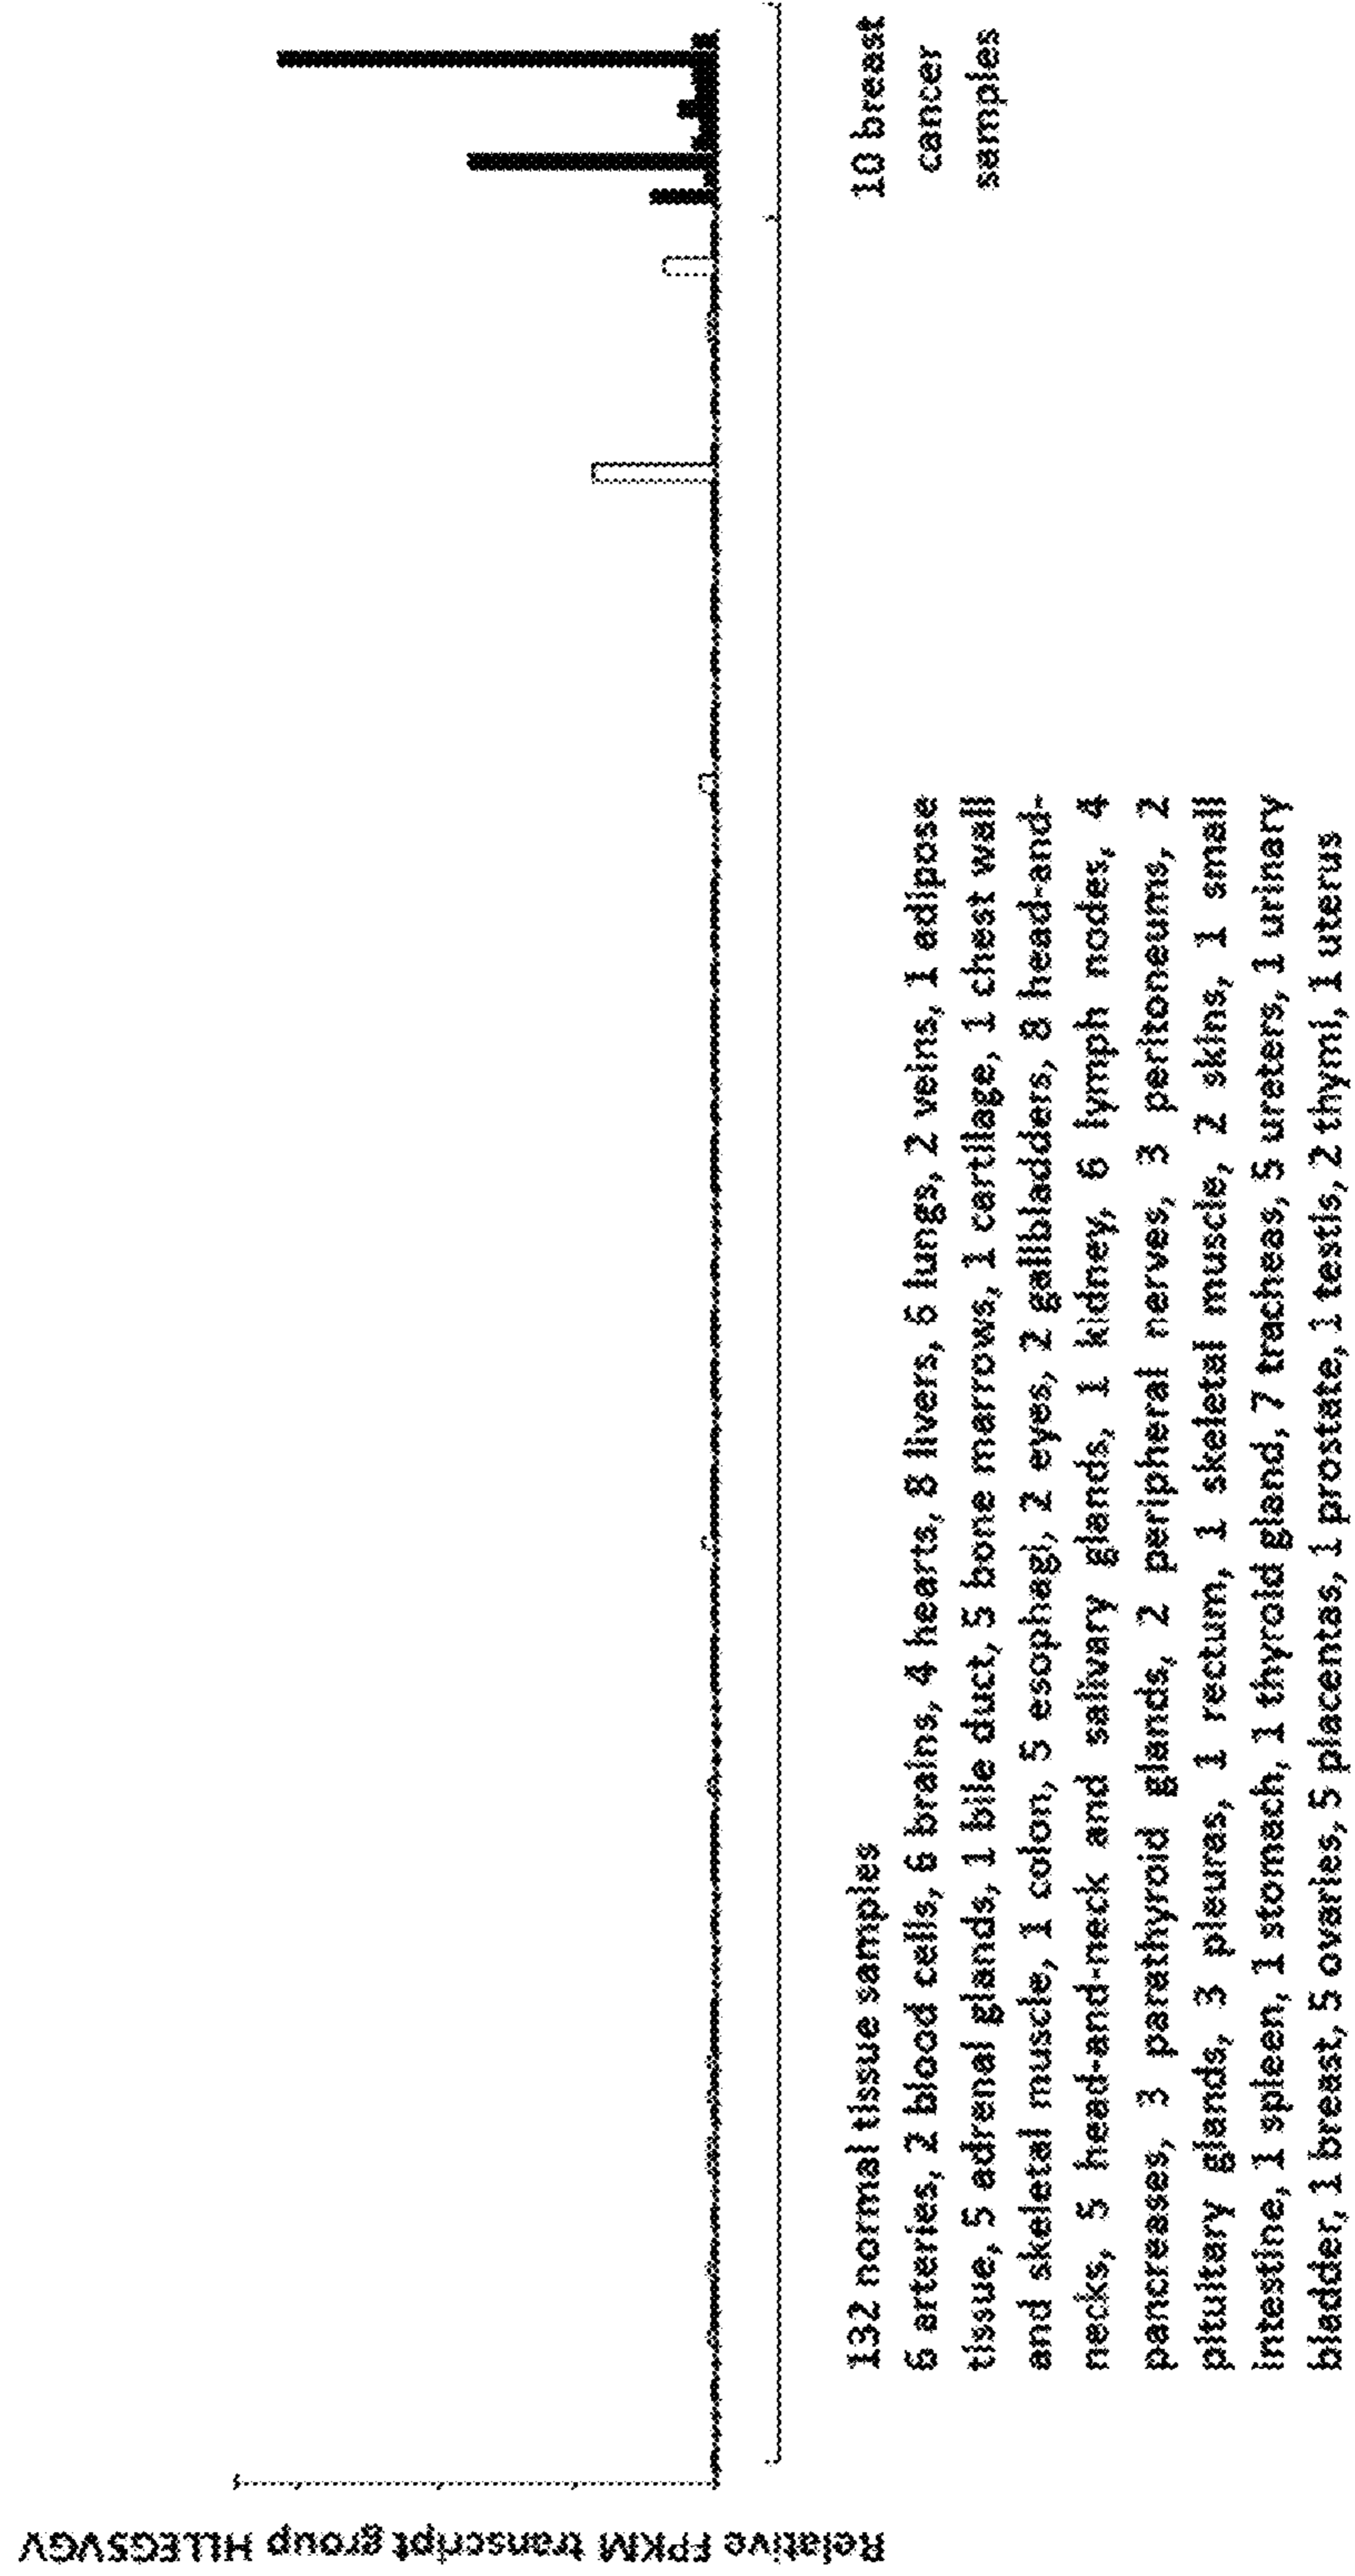 Relative FPKM transcript group HLLEGSVGV
132 normal tissue samples
6 arteries, 2 blood cells, 6 brains, 4 hearts, 8 livers, 6 lungs, 2 veins, 1 adipose
tissue, 5 adrenal glands, 1 bile duct, 5 bone marrows, 1 cartilage, 1 chest wall
and skeletal muscle, 1 colon, 5 esophagi, 2 eyes, 2 gallbladders, 8 head-and-
necks, 5 head-and-neck and salivary glands, 1 kidney, 6 lymph nodes, 4
pancreases, 3 parathyroid glands, 2 peripheral nerves, 3 peritoneums, 2
pituitary glands, 3 pleuras, 1 rectum, 1 skeletal muscle, 2 skins, 1 small
intestine, 1 spleen, 1 stomach, 1 thyroid gland, 7 tracheas, 5 ureters, 1 urinary
bladder, 1 breast, 5 ovaries, 5 placentas, 1 prostate, 1 testis, 2 thymi, 1 uterus
10 breast
cancer
samples